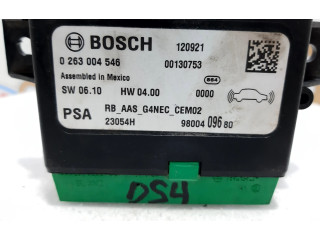 BOSCH 120921
0 263 004 546 00130753
Assembled in Mexico 864
SW 06.10 HW 04.00 0000
PSA RB_AAS_G4NEC_CEM02
23054H 98004 096 80
DS4